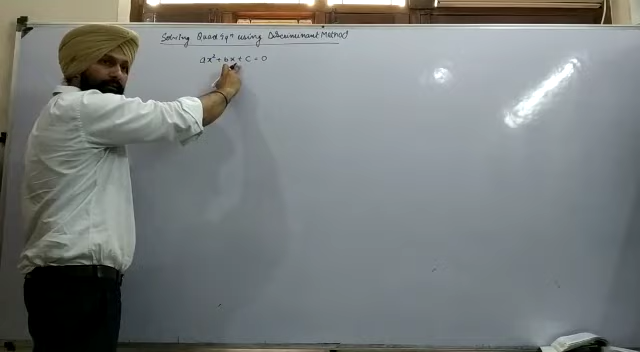 Solving Quad Eqⁿ using Discriminant Method
ax² + bx + c = 0